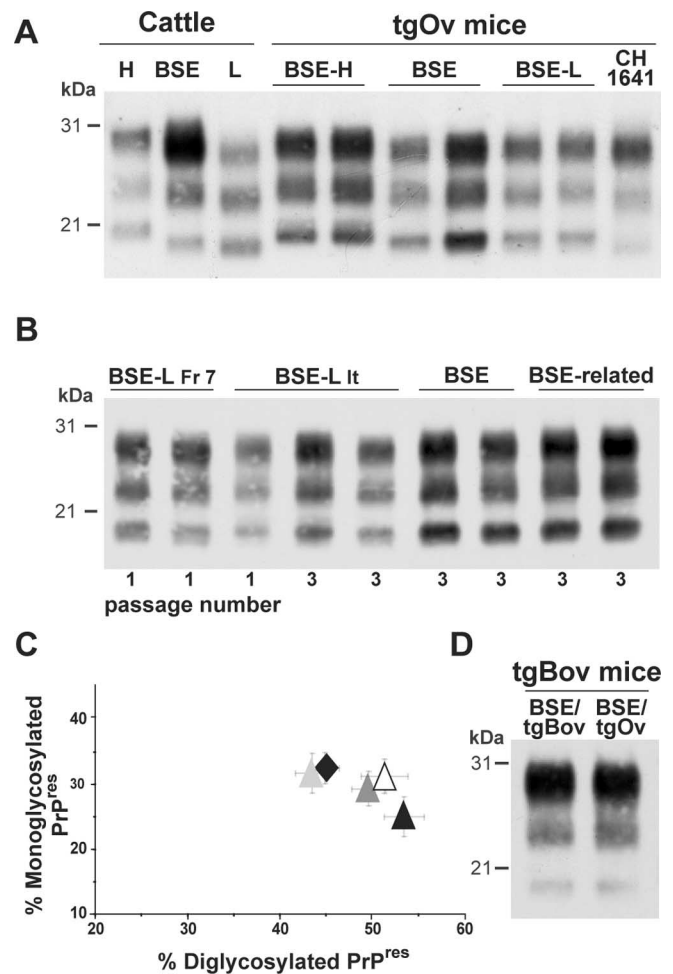 A
Cattle tgOv mice
H BSE L BSE-H BSE BSE-L CH
1641
kDa
31
21
B
BSE-L Fr 7 BSE-L It BSE BSE-related
kDa
31
21
1 1 1 3 3 3 3 3 3
passage number
C
% Monoglycosylated
PrPres
40
30
20
10
20 30 40 50 60
% Diglycosylated PrPres
D
tgBov mice
BSE/ BSE/
tgBov tgOv
kDa
31
21